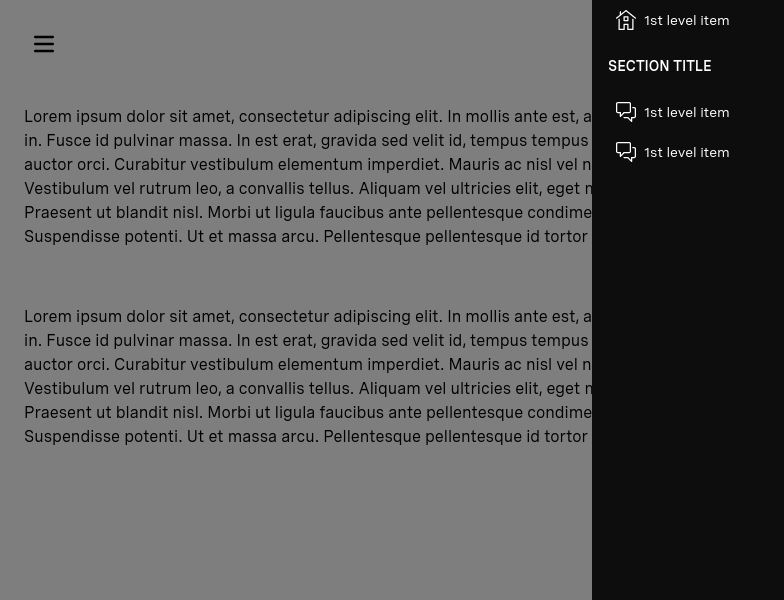 1st level item
SECTION TITLE
1st level item
1st level item
Lorem ipsum dolor sit amet, consectetur adipiscing elit. In mollis ante est,
in. Fusce id pulvinar massa. In est erat, gravida sed velit id, tempus tempus
auctor orci. Curabitur vestibulum elementum imperdiet. Mauris ac nisl vel
Vestibulum vel rutrum leo, a convallis tellus. Aliquam vel ultricies elit, eget
Praesent ut blandit nisl. Morbi ut ligula faucibus ante pellentesque
Suspendisse potenti. Ut et massa arcu. Pellentesque pellentesque id tortor
Lorem ipsum dolor sit amet, consectetur adipiscing elit. In mollis ante est,
in. Fusce id pulvinar massa. In est erat, gravida sed velit id, tempus tempus
auctor orci. Curabitur vestibulum elementum imperdiet. Mauris ac nisl vel
Vestibulum vel rutrum leo, a convallis tellus. Aliquam vel ultricies elit, eget
Praesent ut blandit nisl. Morbi ut ligula faucibus ante pellentesque
Suspendisse potenti. Ut et massa arcu. Pellentesque pellentesque id tortor